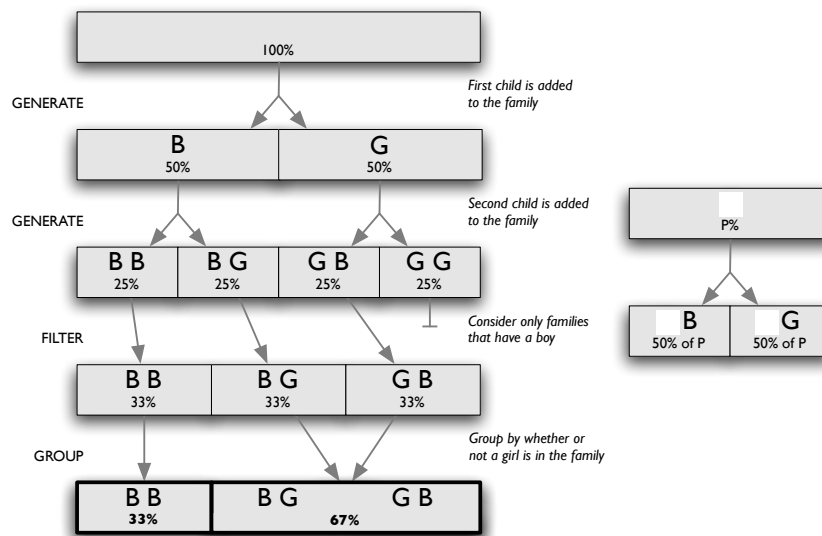 100%
GENERATE
First child is added
to the family
B
50%
G
50%
GENERATE
Second child is added
to the family
B B
25%
B G
25%
G B
25%
G G
25%
FILTER
Consider only families
that have a boy
B B
33%
B G
33%
G B
33%
GROUP
Group by whether or
not a girl is in the family
B B
33%
B G G B
67%
P%
B
50% of P
G
50% of P